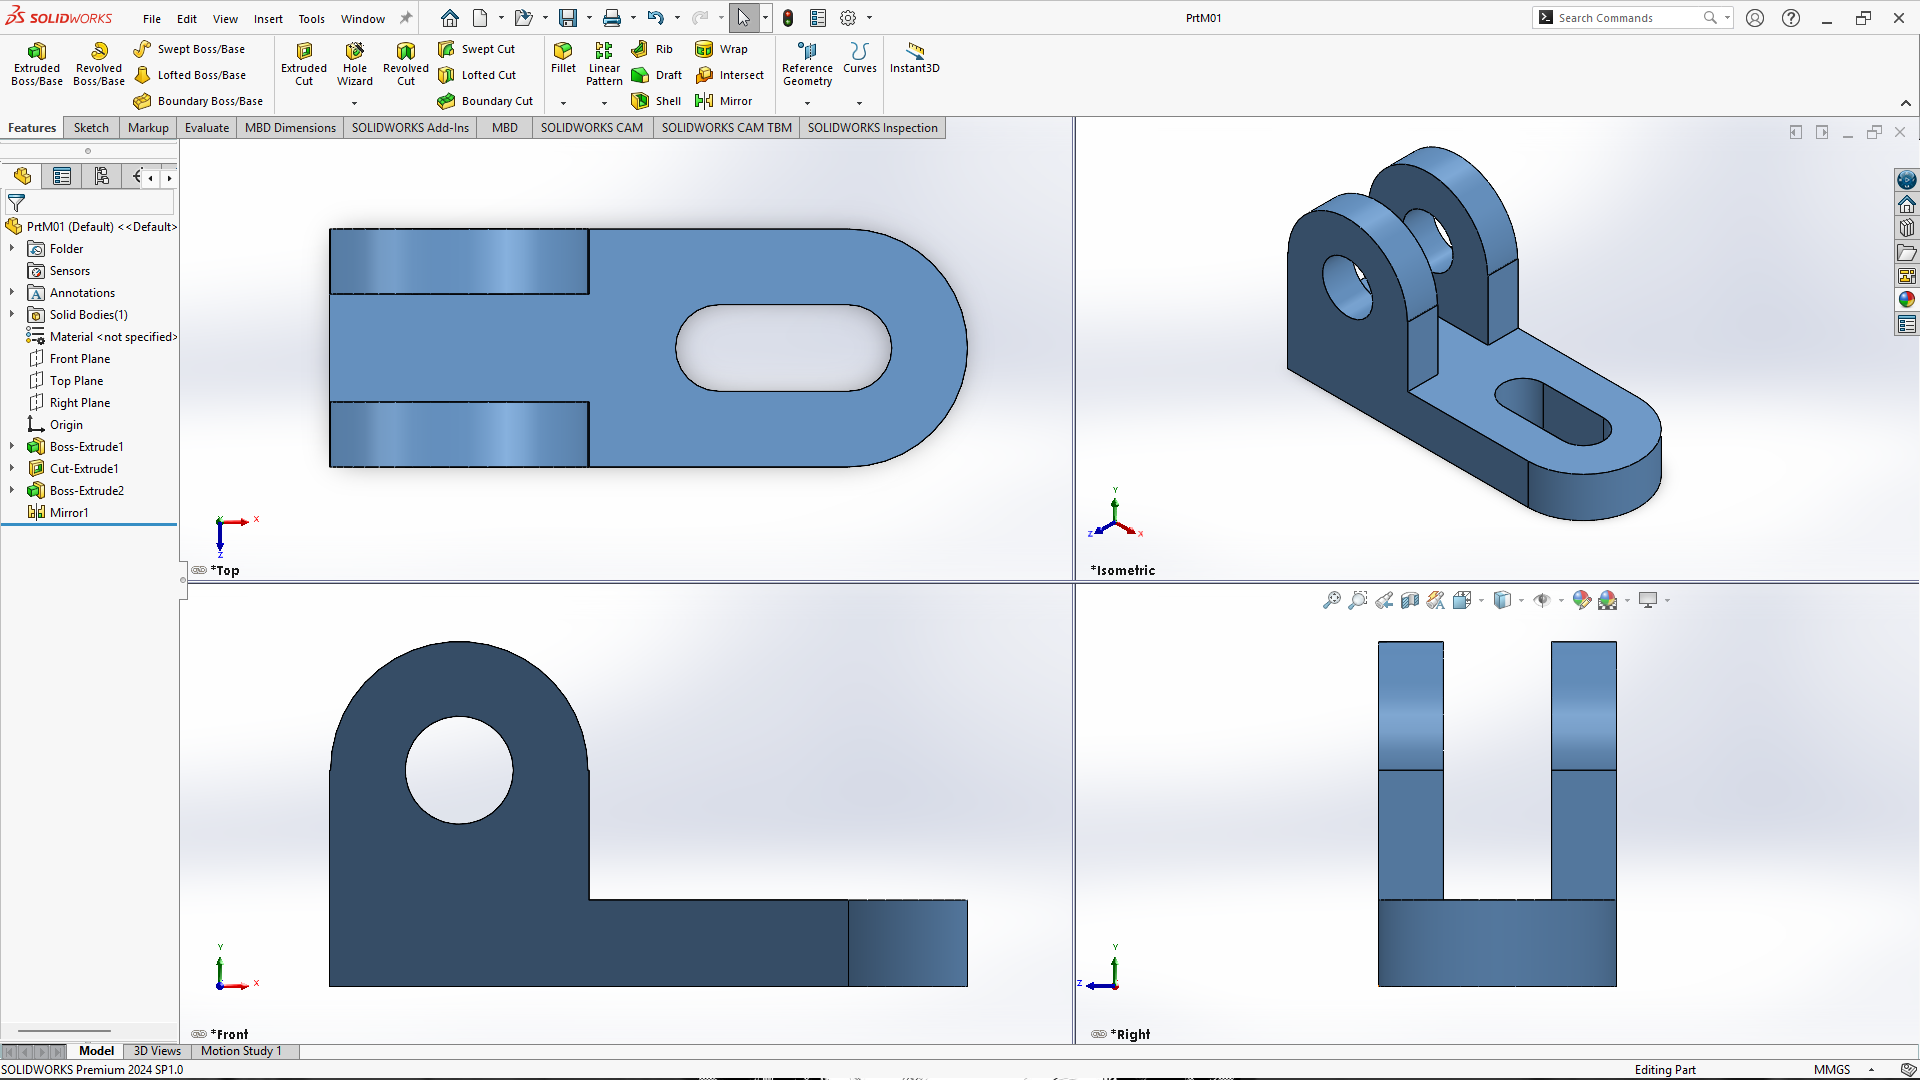 SOLIDWORKS File Edit View Insert Tools Window PrtM01 Search Commands
Extruded Boss/Base
Revolved Boss/Base
Swept Boss/Base
Lofted Boss/Base
Boundary Boss/Base
Extruded Cut
Hole Wizard
Revolved Cut
Swept Cut
Lofted Cut
Boundary Cut
Fillet
Linear Pattern
Rib
Draft
Shell
Wrap
Intersect
Mirror
Reference Geometry
Curves
Instant3D
Features Sketch Markup Evaluate MBD Dimensions SOLIDWORKS Add-Ins MBD SOLIDWORKS CAM SOLIDWORKS CAM TBM SOLIDWORKS Inspection
PrtM01 (Default) <<Default>
Folder
Sensors
Annotations
Solid Bodies(1)
Material <not specified>
Front Plane
Top Plane
Right Plane
Origin
Boss-Extrude1
Cut-Extrude1
Boss-Extrude2
Mirror1
Y X
Z
*Top
Y
Z X
*Isometric
Y
X
*Front
Y
Z
*Right
Model 3D Views Motion Study 1
SOLIDWORKS Premium 2024 SP1.0 Editing Part MMGS